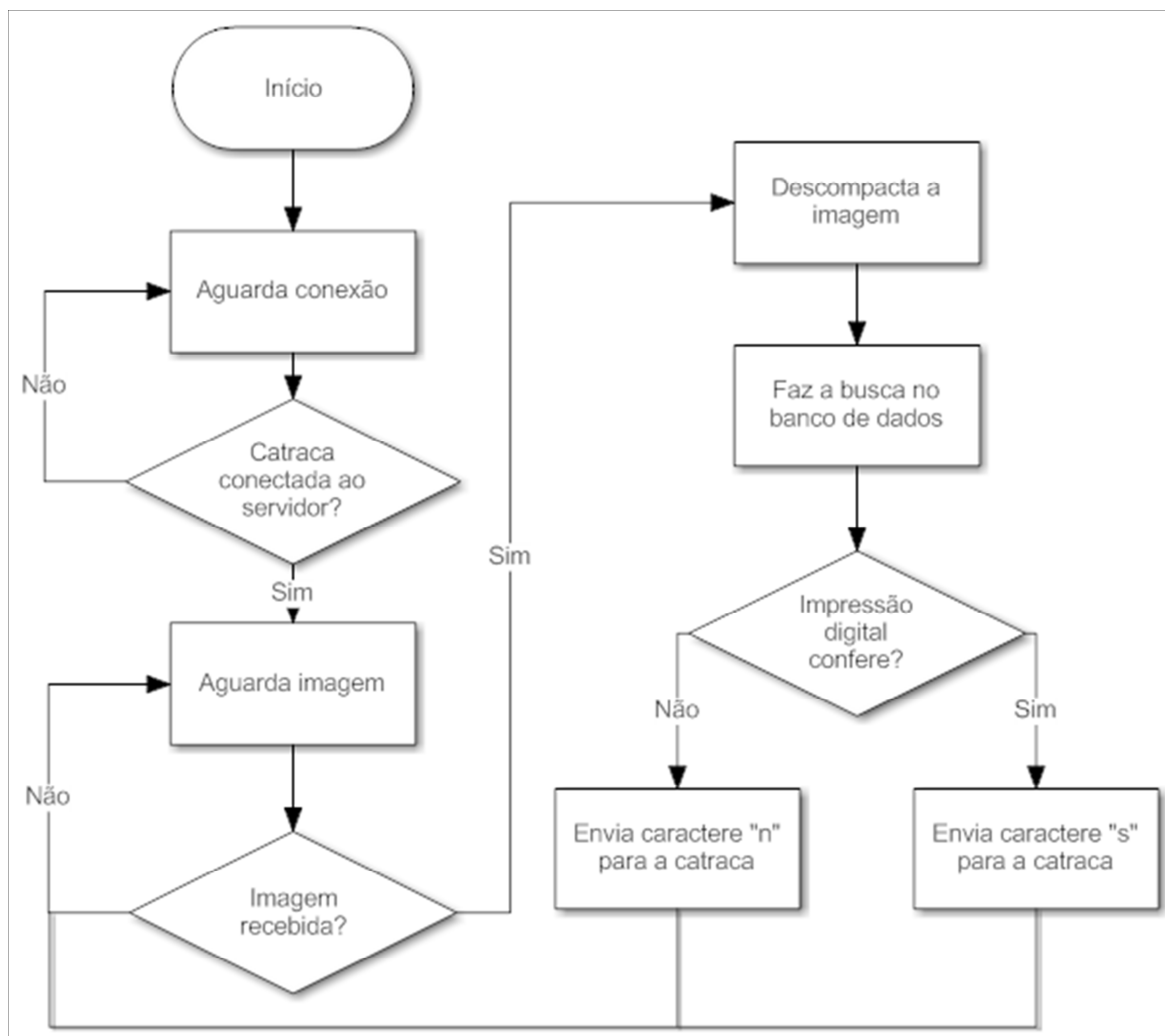 Início
Aguarda conexão
Não
Catraca
conectada ao
servidor?
Sim
Aguarda imagem
Não
Imagem
recebida?
Sim
Descompacta a
imagem
Faz a busca no
banco de dados
Impressão
digital
confere?
Não
Sim
Envia caractere "n"
para a catraca
Envia caractere "s"
para a catraca